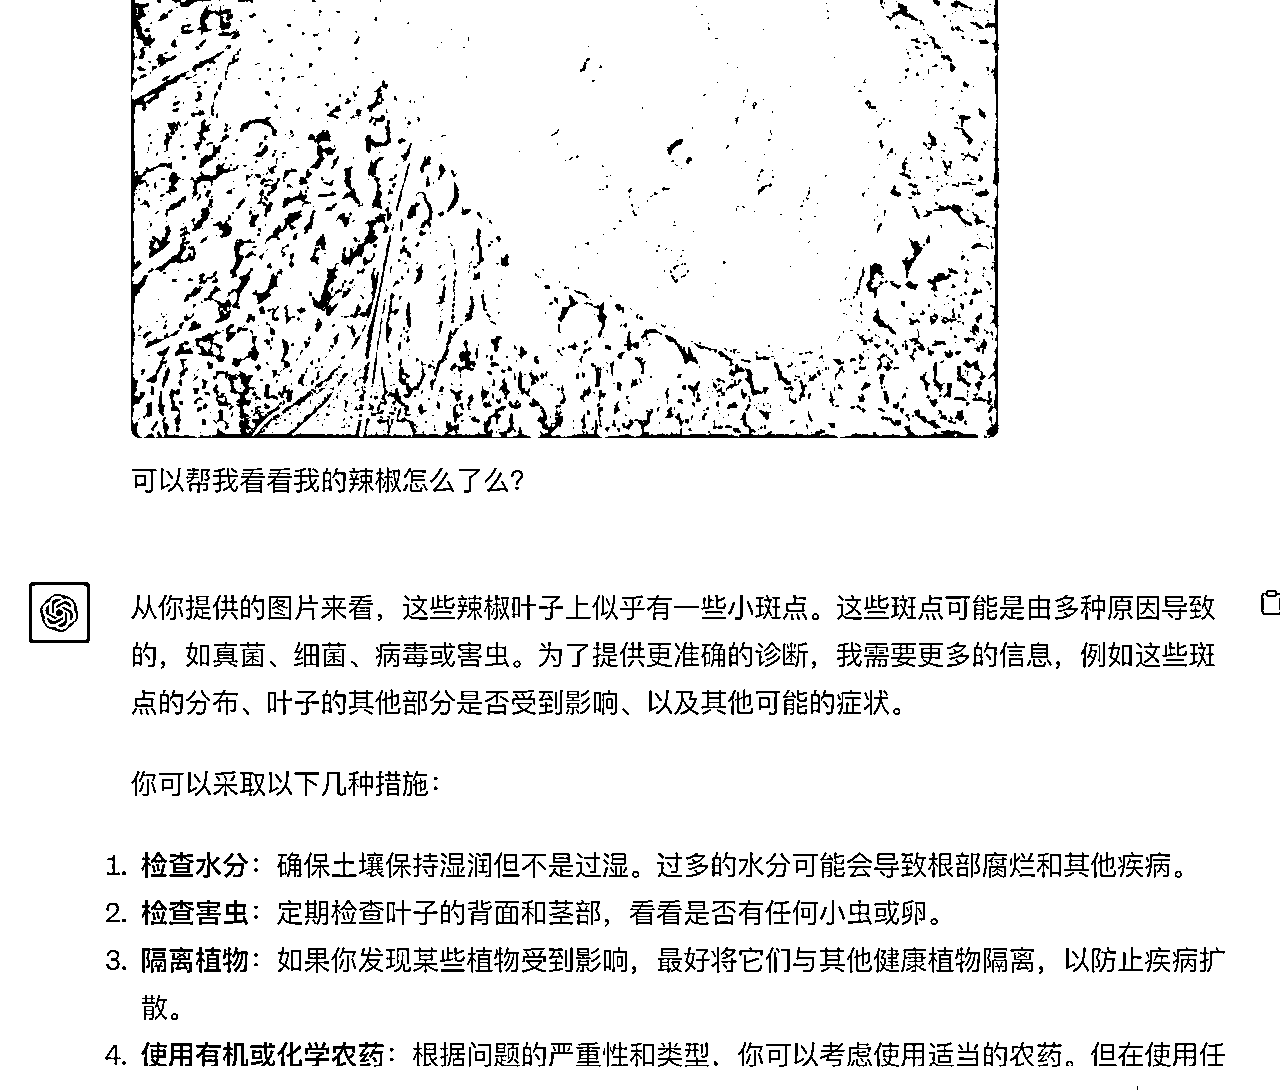 可以帮我看看我的辣椒怎么了么?
从你提供的图片来看，这些辣椒叶子上似乎有一些小斑点。这些斑点可能是由多种原因导致
的，如真菌、细菌、病毒或害虫。为了提供更准确的诊断，我需要更多的信息，例如这些斑
点的分布、叶子的其他部分是否受到影响、以及其他可能的症状。
你可以采取以下几种措施：
1. 检查水分：确保土壤保持湿润但不是过湿。过多的水分可能会导致根部腐烂和其他疾病。
2. 检查害虫：定期检查叶子的背面和茎部，看看是否有任何小虫或卵。
3. 隔离植物：如果你发现某些植物受到影响，最好将它们与其他健康植物隔离，以防止疾病扩
散。
4. 使用有机或化学农药：根据问题的严重性和类型，你可以考虑使用适当的农药。但在使用任